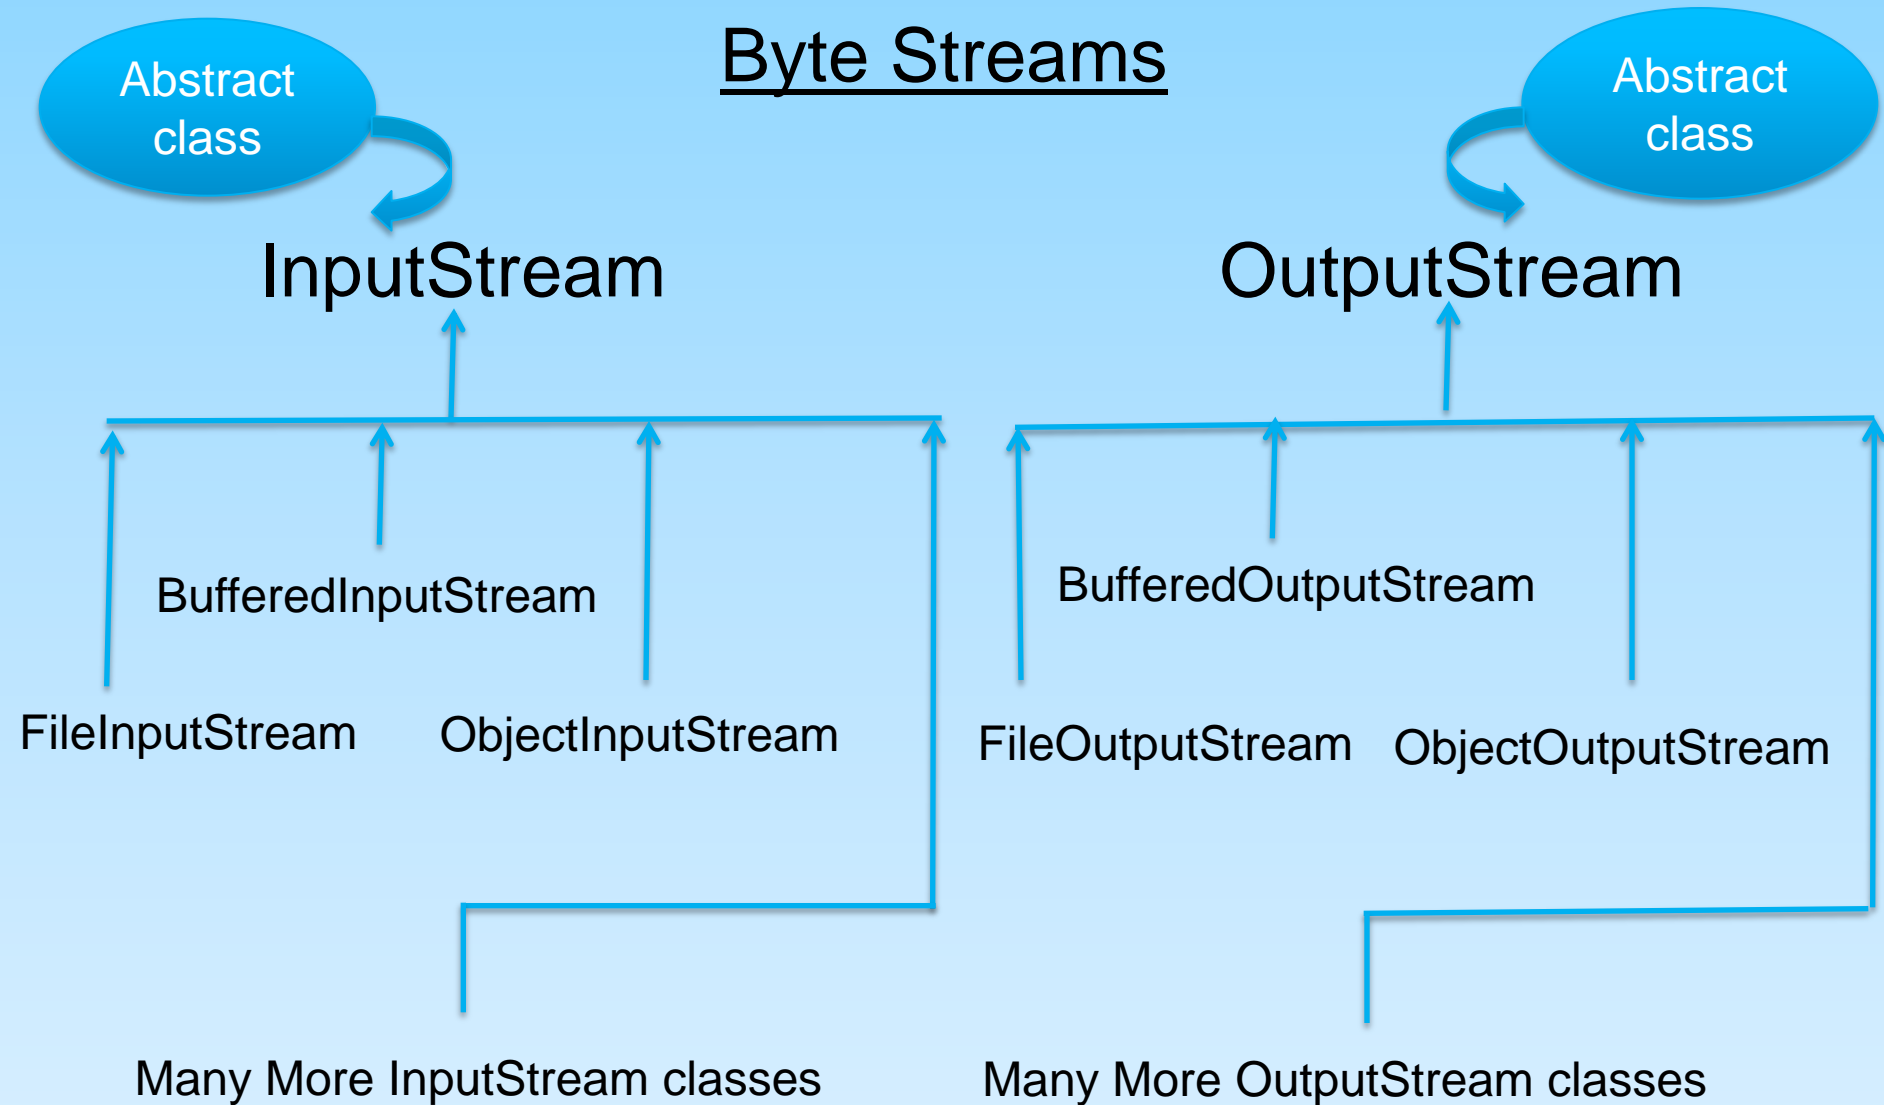 Byte Streams
Abstract
class
Abstract
class
InputStream
OutputStream
BufferedInputStream
BufferedOutputStream
FileInputStream
ObjectInputStream
FileOutputStream
ObjectOutputStream
Many More InputStream classes
Many More OutputStream classes